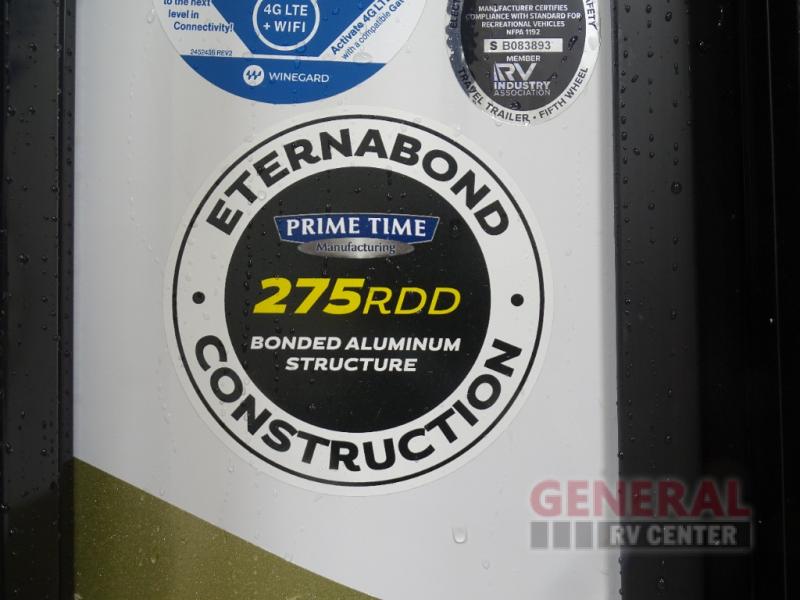 to the next
level in
Connectivity!
4G LTE
+ WIFI
Activate 4G LTE
with a compatible
2452435 REV2
WINEGARD
MANUFACTURER CERTIFIES
COMPLIANCE WITH STANDARD FOR
RECREATIONAL VEHICLES
NFPA 1192
S B083893
MEMBER
RV
INDUSTRY
ASSOCIATION
TRAVEL TRAILER • FIFTH WHEEL
ETERNABOND
PRIME TIME
Manufacturing
275RDD
BONDED ALUMINUM
STRUCTURE
CONSTRUCTION
GENERAL
RV CENTER